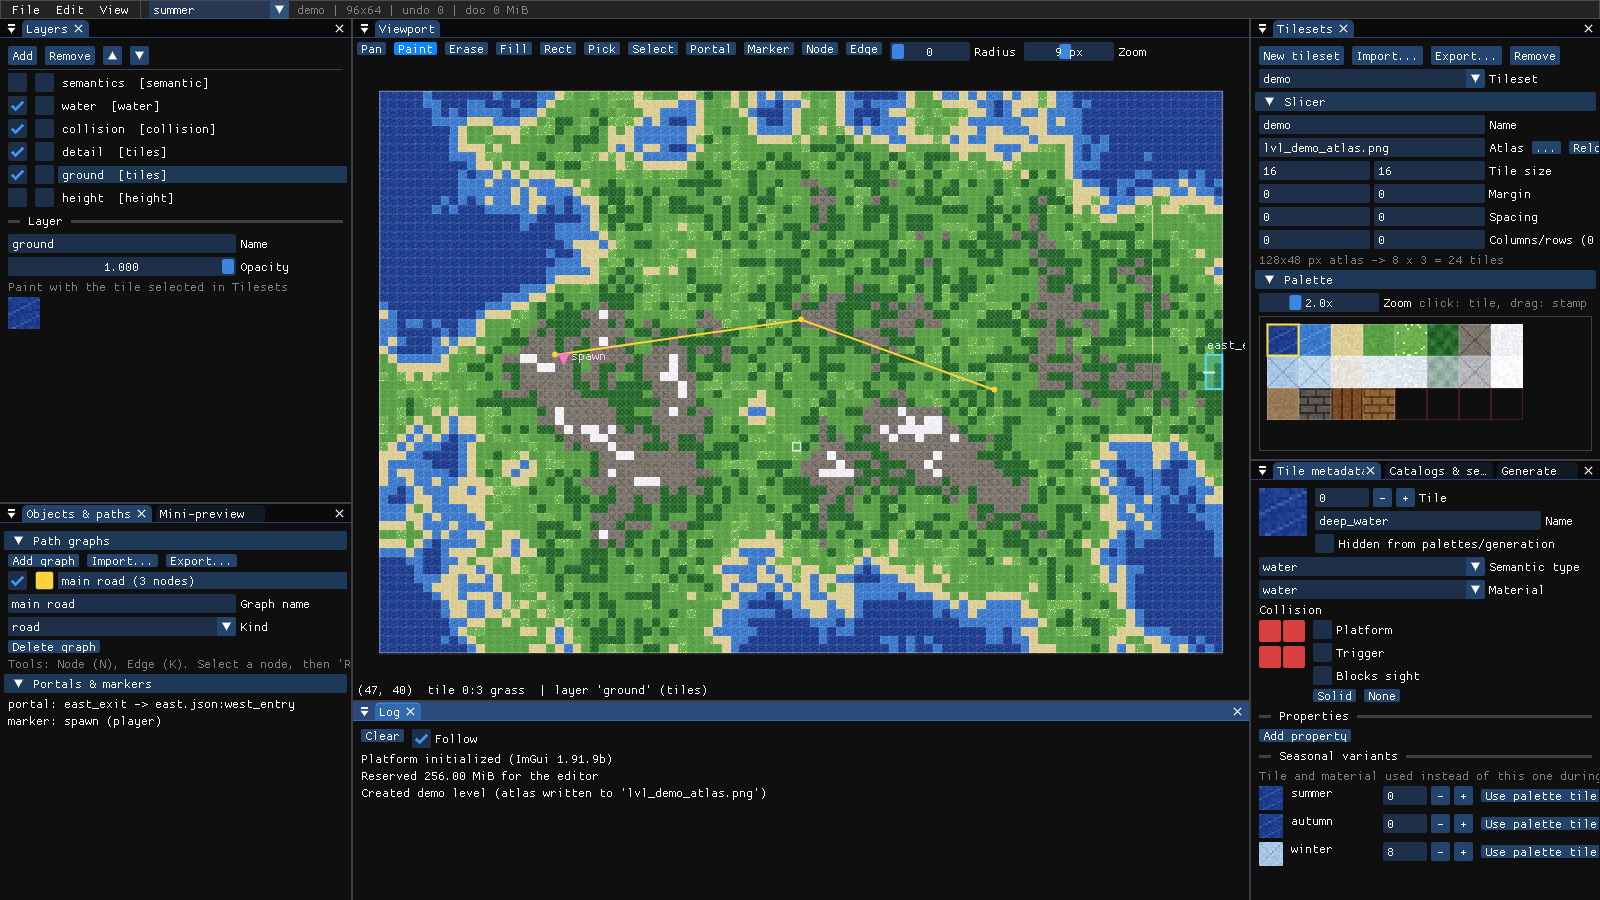 File Edit View summer demo | 96x64 | undo 0 | doc 0 MiB
Layers
Add Remove
semantics [semantic]
water [water]
collision [collision]
detail [tiles]
ground [tiles]
height [height]
Layer
ground Name
1.000 Opacity
Paint with the tile selected in Tilesets
Objects & paths Mini-preview
Path graphs
Add graph Import... Export...
main road (3 nodes)
main road Graph name
road Kind
Delete graph
Tools: Node (N), Edge (K). Select a node, then 'R
Portals & markers
portal: east_exit -> east.json:west_entry
marker: spawn (player)
Viewport
Pan Paint Erase Fill Rect Pick Select Portal Marker Node Edge 0 Radius 9 px Zoom
spawn
east_e
(47, 40) tile 0:3 grass | layer 'ground' (tiles)
Log
Clear Follow
Platform initialized (ImGui 1.91.9b)
Reserved 256.00 MiB for the editor
Created demo level (atlas written to 'lvl_demo_atlas.png')
Tilesets
New tileset Import... Export... Remove
demo Tileset
Slicer
demo Name
lvl_demo_atlas.png Atlas ... Relo
16 16 Tile size
0 0 Margin
0 0 Spacing
0 0 Columns/rows (0
128x48 px atlas -> 8 x 3 = 24 tiles
Palette
2.0x Zoom click: tile, drag: stamp
Tile metadata Catalogs & se... Generate
0 - + Tile
deep_water Name
Hidden from palettes/generation
water Semantic type
water Material
Collision
Platform
Trigger
Blocks sight
Solid None
Properties
Add property
Seasonal variants
Tile and material used instead of this one during
summer 0 - + Use palette tile
autumn 0 - + Use palette tile
winter 8 - + Use palette tile